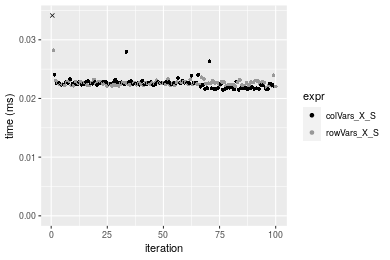 0.03
0.02
0.01
0.00
time (ms)
0
25
50
75
100
iteration
expr
colVars_X_S
rowVars_X_S